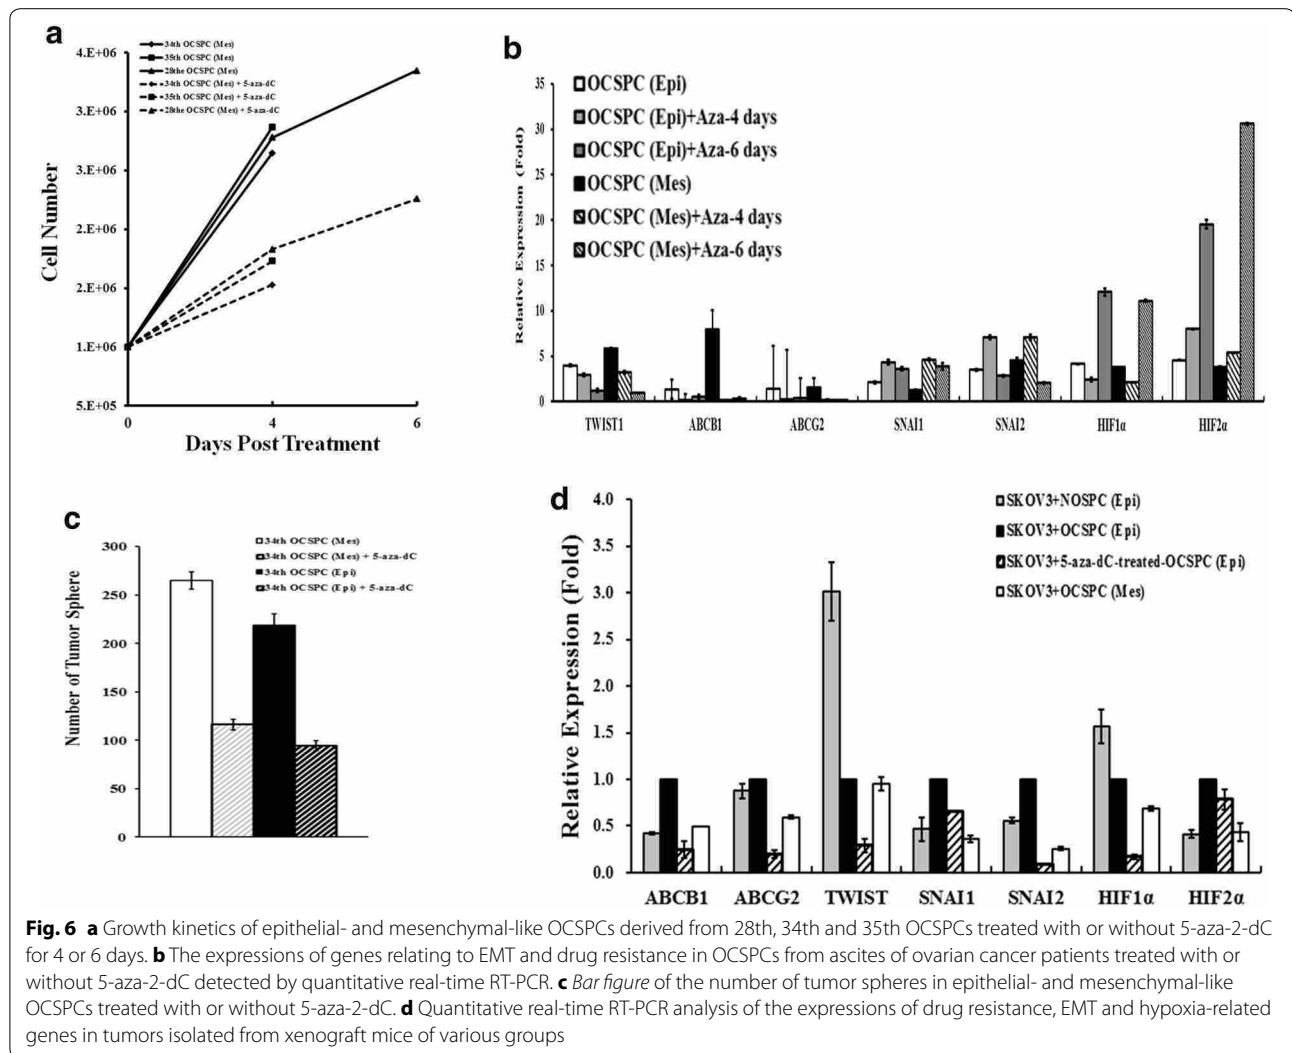 a
34th OCSPC (Mes)
35th OCSPC (Mes)
28the OCSPC (Mes)
34th OCSPC (Mes) + 5-aza-dC
35th OCSPC (Mes) + 5-aza-dC
28the OCSPC (Mes) + 5-aza-dC
4.E+06
3.E+06
3.E+06
2.E+06
2.E+06
1.E+06
5.E+05
0
4
6
Cell Number
Days Post Treatment
b
OCSPC (Epi)
OCSPC (Epi)+Aza-4 days
OCSPC (Epi)+Aza-6 days
OCSPC (Mes)
OCSPC (Mes)+Aza-4 days
OCSPC (Mes)+Aza-6 days
35
30
25
20
15
10
5
0
Relative Expression (Fold)
TWIST1
ABCB1
ABCG2
SNAI1
SNAI2
HIF1α
HIF2α
c
34th OCSPC (Mes)
34th OCSPC (Mes) + 5-aza-dC
34th OCSPC (Epi)
34th OCSPC (Epi) + 5-aza-dC
300
250
200
150
100
50
0
Number of Tumor Sphere
d
SKOV3+NOSPC (Epi)
SKOV3+OCSPC (Epi)
SKOV3+5-aza-dC-treated-OCSPC (Epi)
SKOV3+OCSPC (Mes)
4.0
3.5
3.0
2.5
2.0
1.5
1.0
0.5
0.0
Relative Expression (Fold)
ABCB1
ABCG2
TWIST
SNAI1
SNAI2
HIF1α
HIF2α
Fig. 6 a Growth kinetics of epithelial- and mesenchymal-like OCSPCs derived from 28th, 34th and 35th OCSPCs treated with or without 5-aza-2-dC
for 4 or 6 days. b The expressions of genes relating to EMT and drug resistance in OCSPCs from ascites of ovarian cancer patients treated with or
without 5-aza-2-dC detected by quantitative real-time RT-PCR. c Bar figure of the number of tumor spheres in epithelial- and mesenchymal-like
OCSPCs treated with or without 5-aza-2-dC. d Quantitative real-time RT-PCR analysis of the expressions of drug resistance, EMT and hypoxia-related
genes in tumors isolated from xenograft mice of various groups